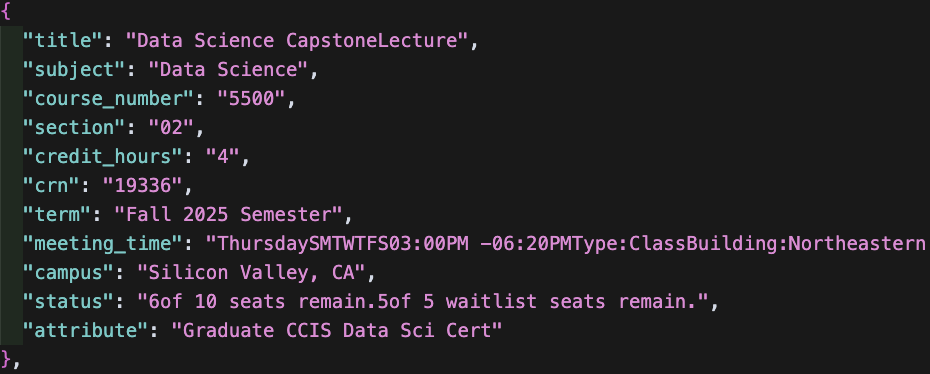 {
"title": "Data Science CapstoneLecture",
"subject": "Data Science",
"course_number": "5500",
"section": "02",
"credit_hours": "4",
"crn": "19336",
"term": "Fall 2025 Semester",
"meeting_time": "ThursdaySMTWTFS03:00PM -06:20PMType:ClassBuilding:Northeastern
"campus": "Silicon Valley, CA",
"status": "6of 10 seats remain.5of 5 waitlist seats remain.",
"attribute": "Graduate CCIS Data Sci Cert"
},